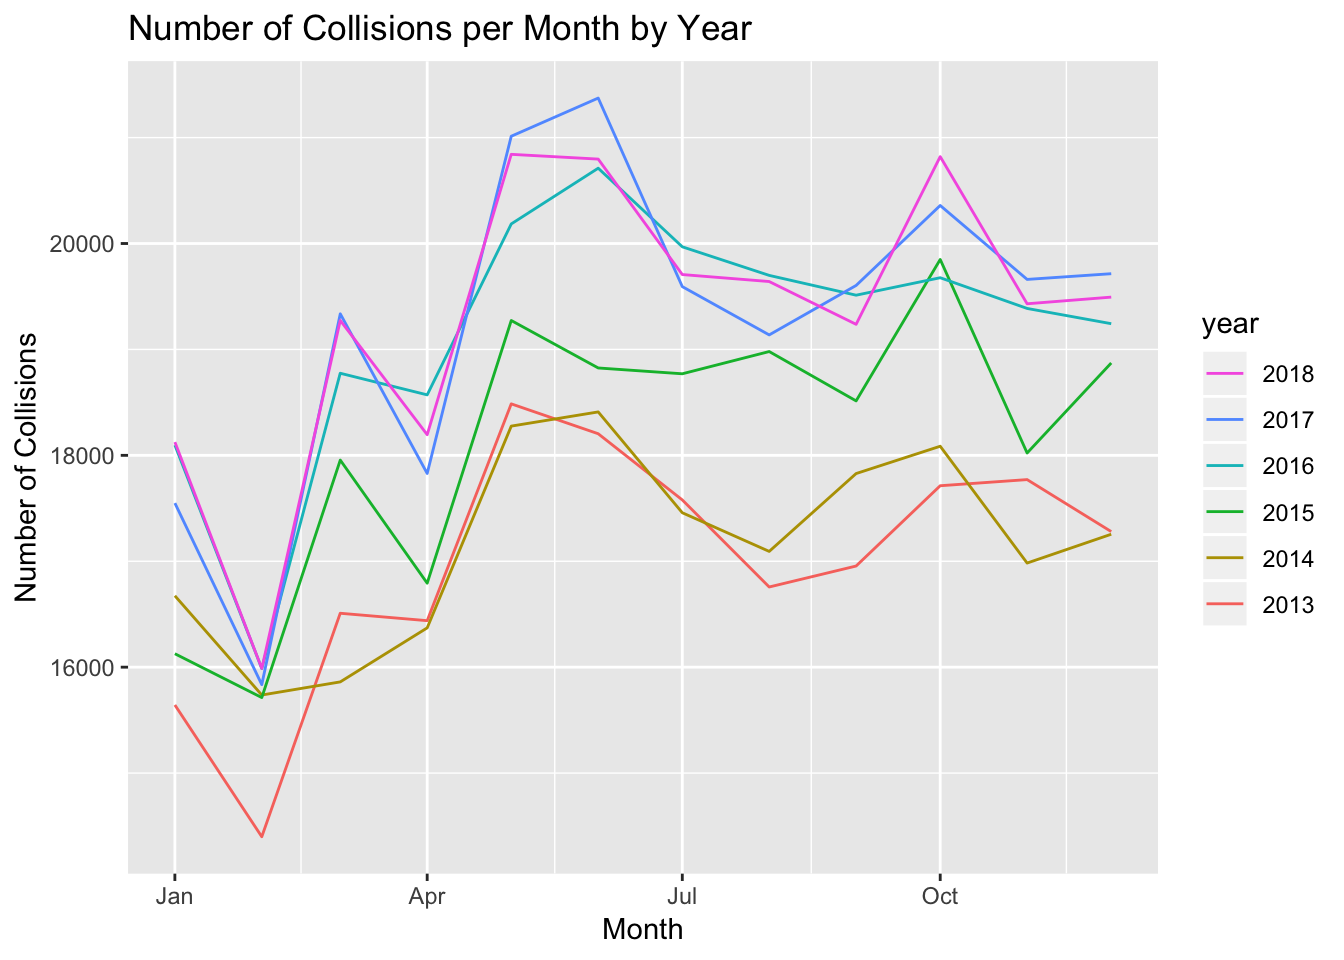 Number of Collisions per Month by Year
Number of Collisions
20000
18000
16000
Jan
Apr
Jul
Oct
Month
year
2018
2017
2016
2015
2014
2013